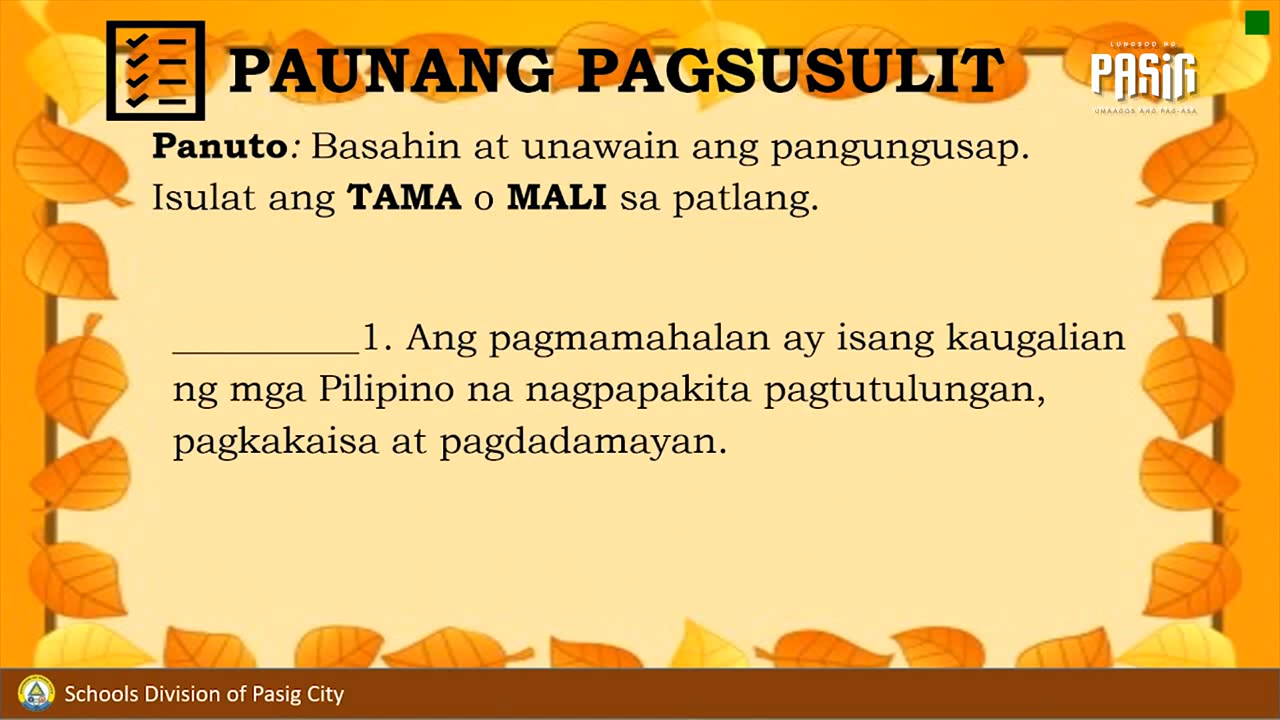 PAUNANG PAGSUSULIT
LUNGSOD NG
PASiG
UMAAGOS ANG PAG-ASA
Panuto: Basahin at unawain ang pangungusap.
Isulat ang TAMA o MALI sa patlang.
_________1. Ang pagmamahalan ay isang kaugalian
ng mga Pilipino na nagpapakita pagtutulungan,
pagkakaisa at pagdadamayan.
Schools Division of Pasig City